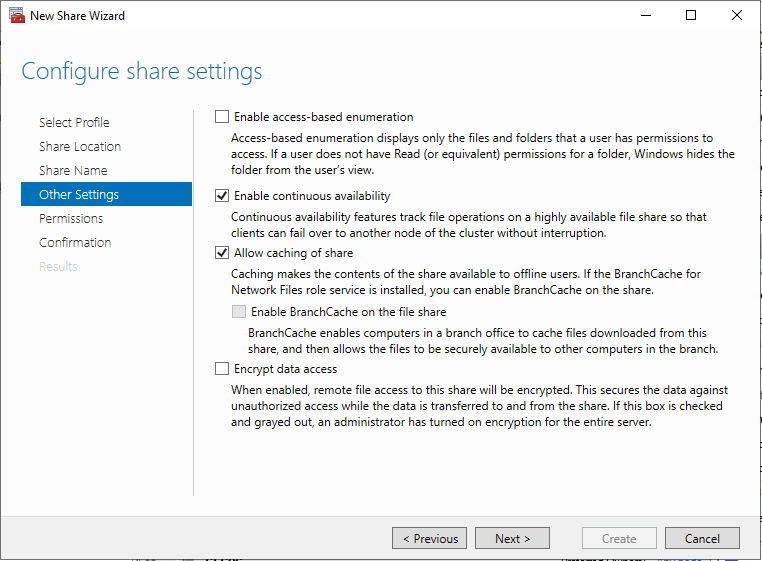 New Share Wizard
Configure share settings
Select Profile
Share Location
Share Name
Other Settings
Permissions
Confirmation
Results
Enable access-based enumeration
Access-based enumeration displays only the files and folders that a user has permissions to
access. If a user does not have Read (or equivalent) permissions for a folder, Windows hides the
folder from the user's view.
Enable continuous availability
Continuous availability features track file operations on a highly available file share so that
clients can fail over to another node of the cluster without interruption.
Allow caching of share
Caching makes the contents of the share available to offline users. If the BranchCache for
Network Files role service is installed, you can enable BranchCache on the share.
Enable BranchCache on the file share
BranchCache enables computers in a branch office to cache files downloaded from this
share, and then allows the files to be securely available to other computers in the branch.
Encrypt data access
When enabled, remote file access to this share will be encrypted. This secures the data against
unauthorized access while the data is transferred to and from the share. If this box is checked
and grayed out, an administrator has turned on encryption for the entire server.
< Previous
Next >
Create
Cancel